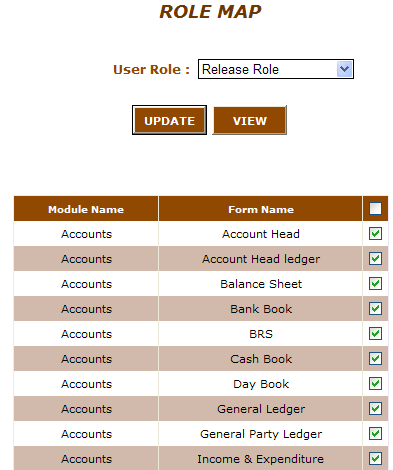 ROLE MAP
User Role : Release Role
UPDATE VIEW
Module Name Form Name
Accounts Account Head
Accounts Account Head ledger
Accounts Balance Sheet
Accounts Bank Book
Accounts BRS
Accounts Cash Book
Accounts Day Book
Accounts General Ledger
Accounts General Party Ledger
Accounts Income & Expenditure